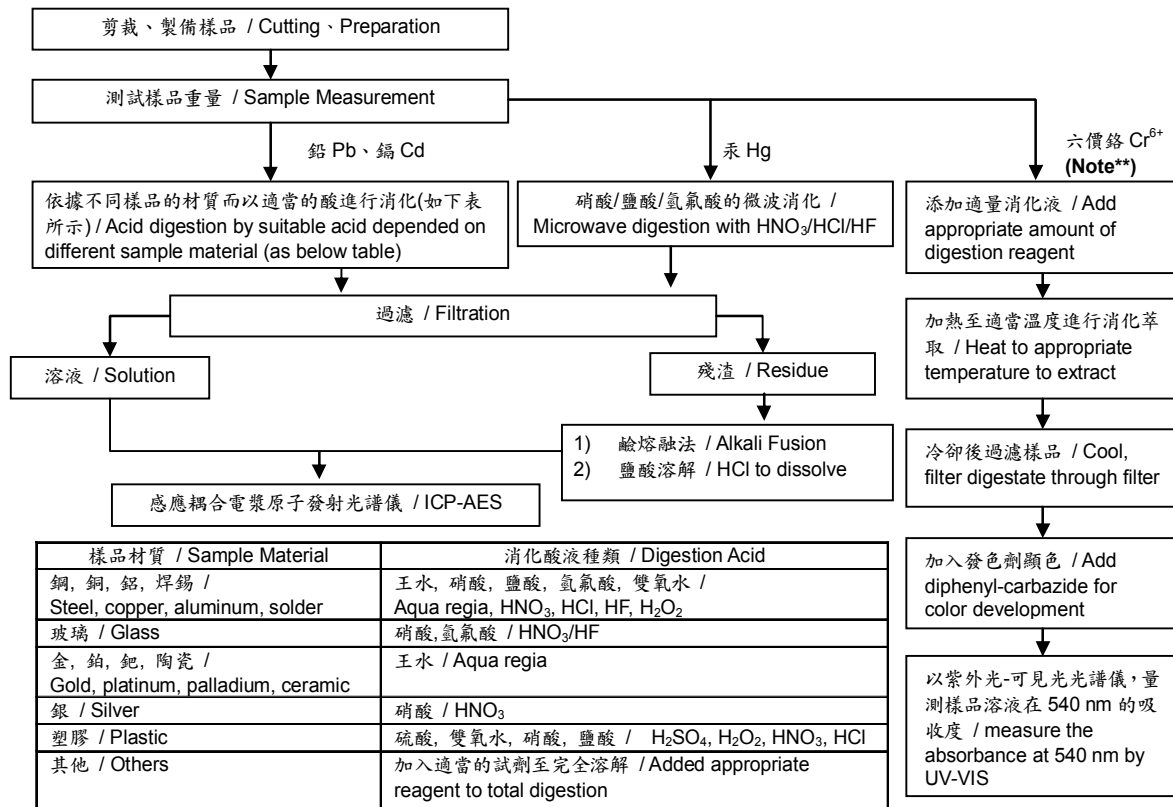 剪裁、製備樣品 / Cutting、Preparation
測試樣品重量 / Sample Measurement
鉛 Pb、鎘 Cd
汞 Hg
六價鉻 Cr⁶⁺
(Note**)
依據不同樣品的材質而以適當的酸進行消化(如下表
所示) / Acid digestion by suitable acid depended on
different sample material (as below table)
硝酸/鹽酸/氫氟酸的微波消化 /
Microwave digestion with HNO₃/HCl/HF
添加適量消化液 / Add
appropriate amount of
digestion reagent
過濾 / Filtration
加熱至適當溫度進行消化萃
取 / Heat to appropriate
temperature to extract
溶液 / Solution
殘渣 / Residue
1) 鹼熔融法 / Alkali Fusion
2) 鹽酸溶解 / HCl to dissolve
冷卻後過濾樣品 / Cool,
filter digestate through filter
感應耦合電漿原子發射光譜儀 / ICP-AES
加入發色劑顯色 / Add
diphenyl-carbazide for
color development
以紫外光-可見光光譜儀，量
測樣品溶液在 540 nm 的吸
收度 / measure the
absorbance at 540 nm by
UV-VIS
樣品材質 / Sample Material
消化酸液種類 / Digestion Acid
鋼, 銅, 鋁, 焊錫 /
Steel, copper, aluminum, solder
王水, 硝酸, 鹽酸, 氫氟酸, 雙氧水 /
Aqua regia, HNO₃, HCl, HF, H₂O₂
玻璃 / Glass
硝酸,氫氟酸 / HNO₃/HF
金, 鉑, 鈀, 陶瓷 /
Gold, platinum, palladium, ceramic
王水 / Aqua regia
銀 / Silver
硝酸 / HNO₃
塑膠 / Plastic
硫酸, 雙氧水, 硝酸, 鹽酸 / H₂SO₄, H₂O₂, HNO₃, HCl
其他 / Others
加入適當的試劑至完全溶解 / Added appropriate
reagent to total digestion